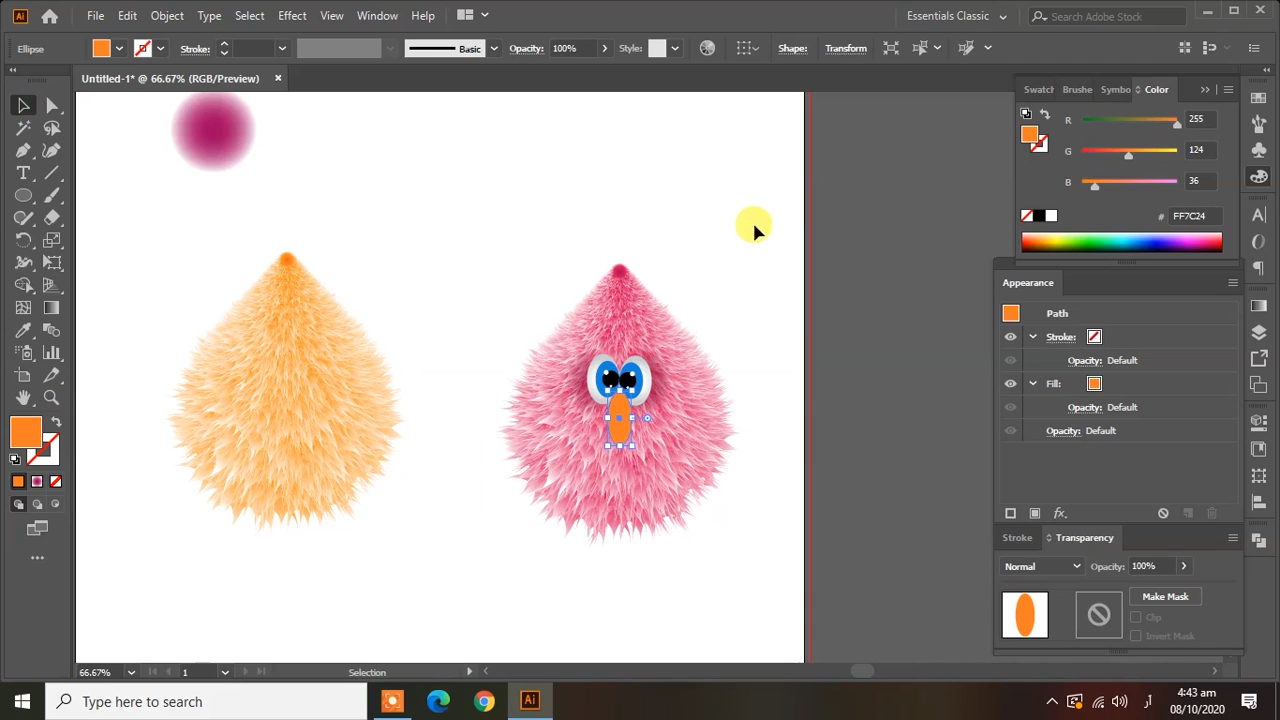 Ai File Edit Object Type Select Effect View Window Help Essentials Classic Search Adobe Stock
Ellipse Stroke: Basic Opacity: 100% Style: Shape: Transform
Untitled-1* @ 66.67% (RGB/Preview)
Swatch Brushe Symbo Color
R 255
G 124
B 36
# FF7C24
Appearance
Path
Stroke:
Opacity: Default
Fill:
Opacity: Default
Opacity: Default
fx.
Stroke Transparency
Normal Opacity: 100%
Make Mask
Clip
Invert Mask
66.67% 1 Selection
Type here to search Ai 4:43 am
08/10/2020